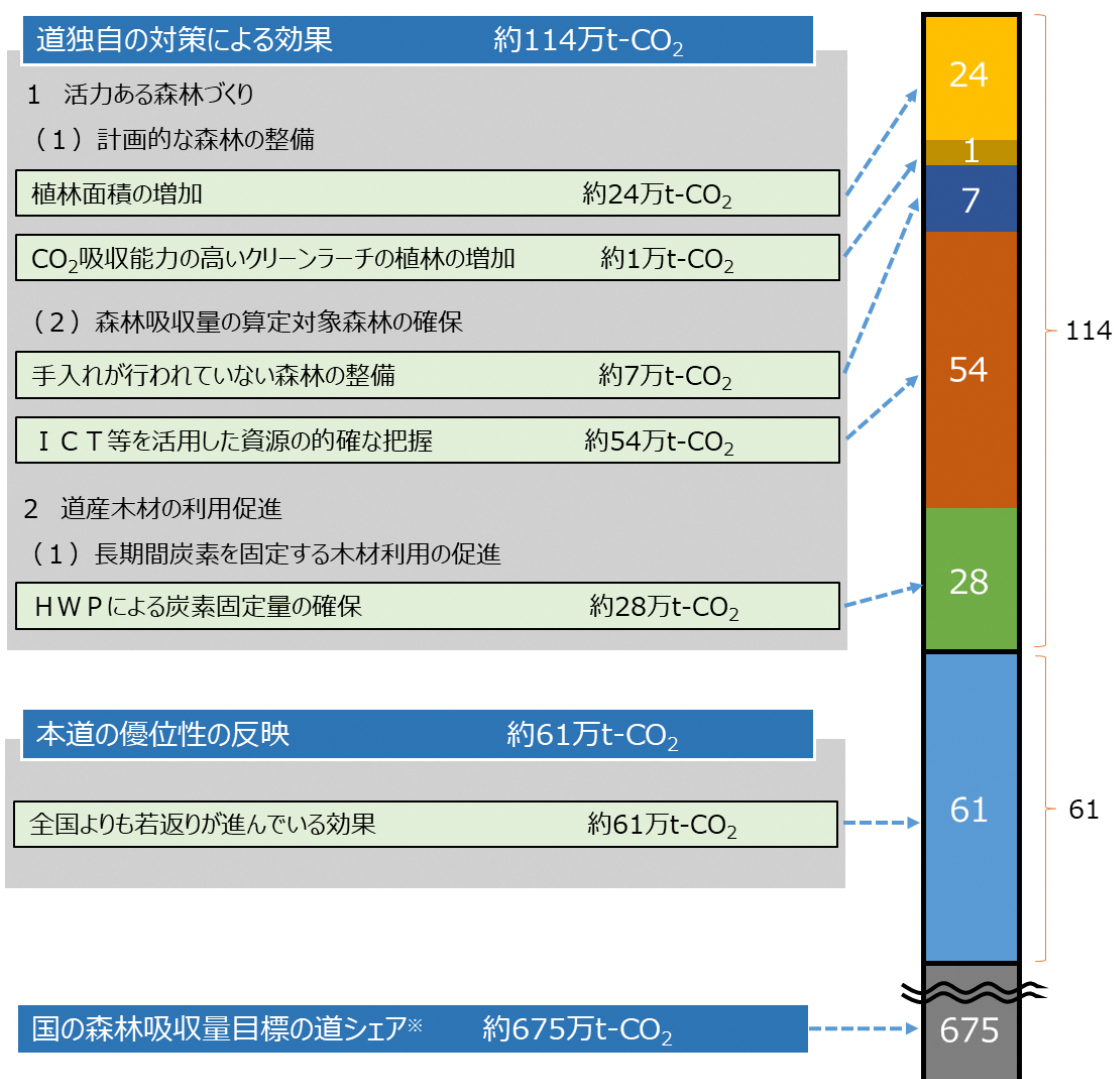 道独自の対策による効果 約114万t-CO₂
1 活力ある森林づくり
(1)計画的な森林の整備
植林面積の増加 約24万t-CO₂
CO₂吸収能力の高いクリーンラーチの植林の増加 約1万t-CO₂
(2)森林吸収量の算定対象森林の確保
手入れが行われていない森林の整備 約7万t-CO₂
ICT等を活用した資源の的確な把握 約54万t-CO₂
2 道産木材の利用促進
(1)長期間炭素を固定する木材利用の促進
HWPによる炭素固定量の確保 約28万t-CO₂
本道の優位性の反映 約61万t-CO₂
全国よりも若返りが進んでいる効果 約61万t-CO₂
国の森林吸収量目標の道シェア※ 約675万t-CO₂
24
1
7
54
28
61
675
114
61